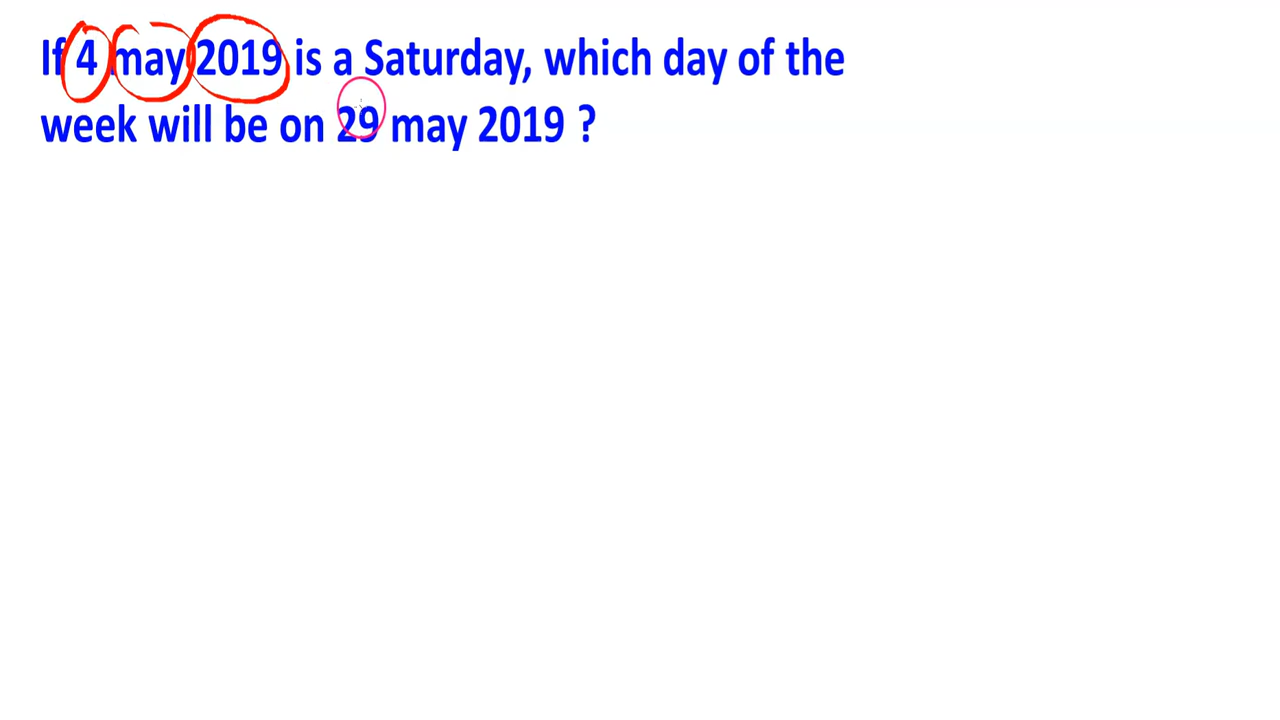 If 4 may 2019 is a Saturday, which day of the
week will be on 29 may 2019 ?